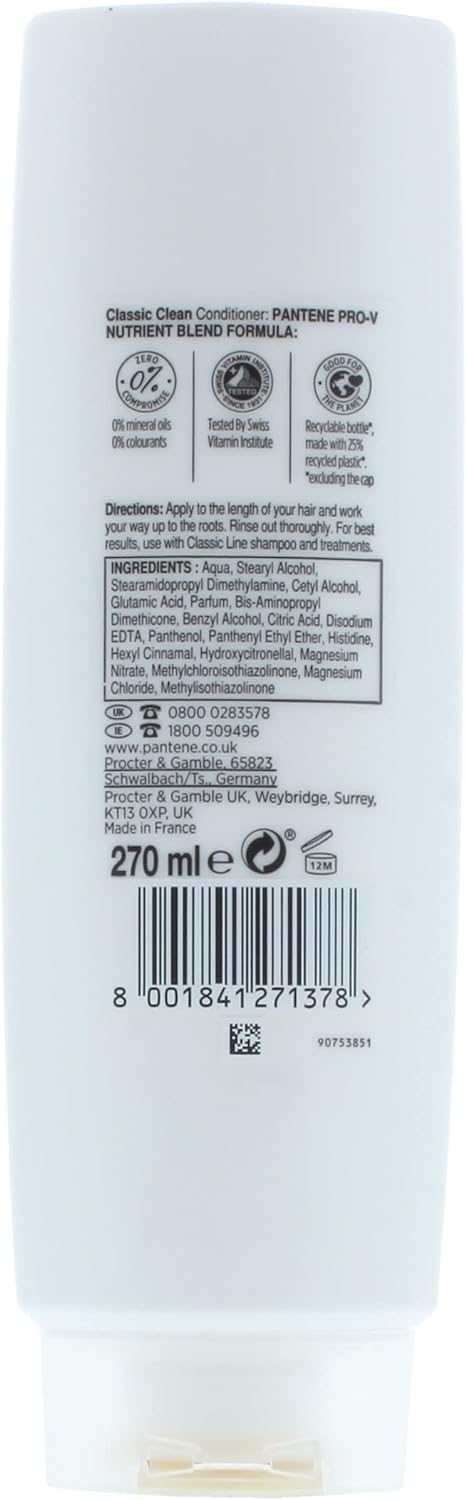 Classic Clean Conditioner: PANTENE PRO-V
NUTRIENT BLEND FORMULA:
ZERO
0%
COMPROMISE
0% mineral oils
0% colourants
SWISS VITAMIN INSTITUTE
TESTED
SINCE 1931
Tested By Swiss
Vitamin Institute
GOOD FOR
THE PLANET
Recyclable bottle*,
made with 25%
recycled plastic*.
*excluding the cap
Directions: Apply to the length of your hair and work
your way up to the roots. Rinse out thoroughly. For best
results, use with Classic Line shampoo and treatments.
INGREDIENTS : Aqua, Stearyl Alcohol,
Stearamidopropyl Dimethylamine, Cetyl Alcohol,
Glutamic Acid, Parfum, Bis-Aminopropyl
Dimethicone, Benzyl Alcohol, Citric Acid, Disodium
EDTA, Panthenol, Panthenyl Ethyl Ether, Histidine,
Hexyl Cinnamal, Hydroxycitronellal, Magnesium
Nitrate, Methylchloroisothiazolinone, Magnesium
Chloride, Methylisothiazolinone
UK 0800 0283578
IE 1800 509496
www.pantene.co.uk
Procter & Gamble, 65823
Schwalbach/Ts., Germany
Procter & Gamble UK, Weybridge, Surrey,
KT13 0XP, UK
Made in France
270 ml e ® 12M
8 001841 271378 >
90753851